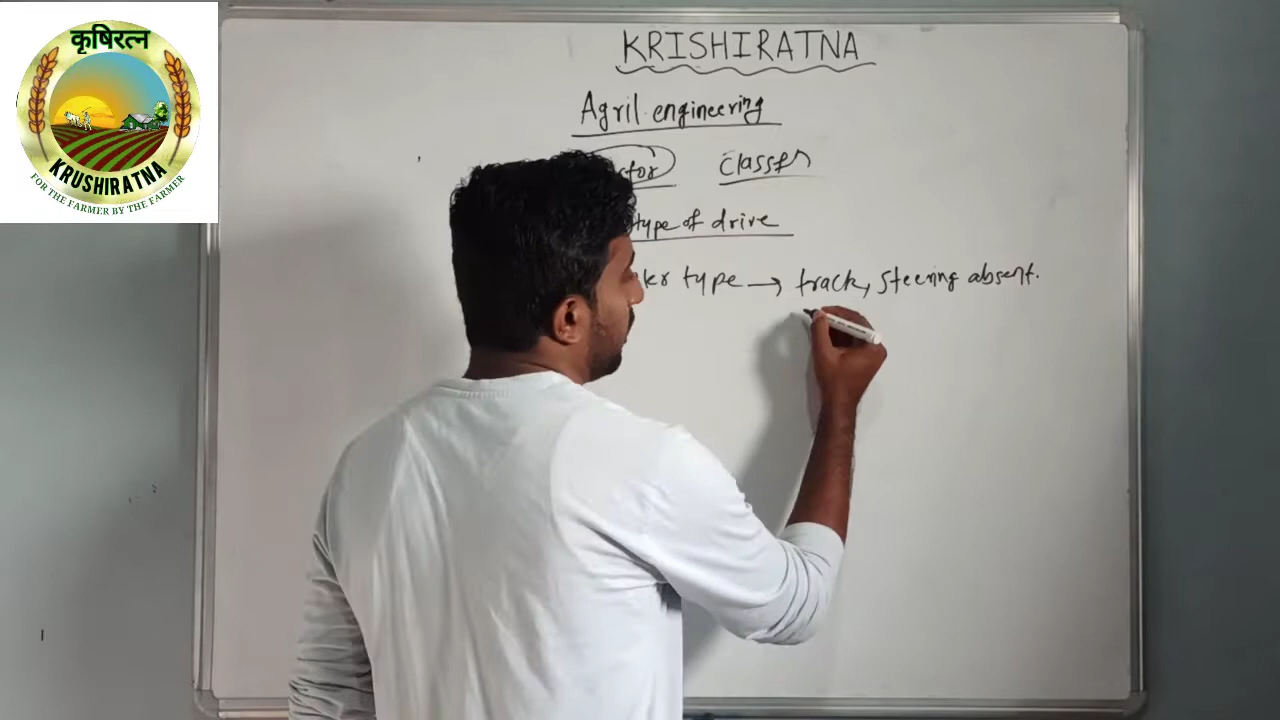 कृषिरत्न
KRUSHIRATNA
FOR THE FARMER BY THE FARMER
KRISHIRATNA
Agril engineering
classes
type of drive
type → track, steering absent.